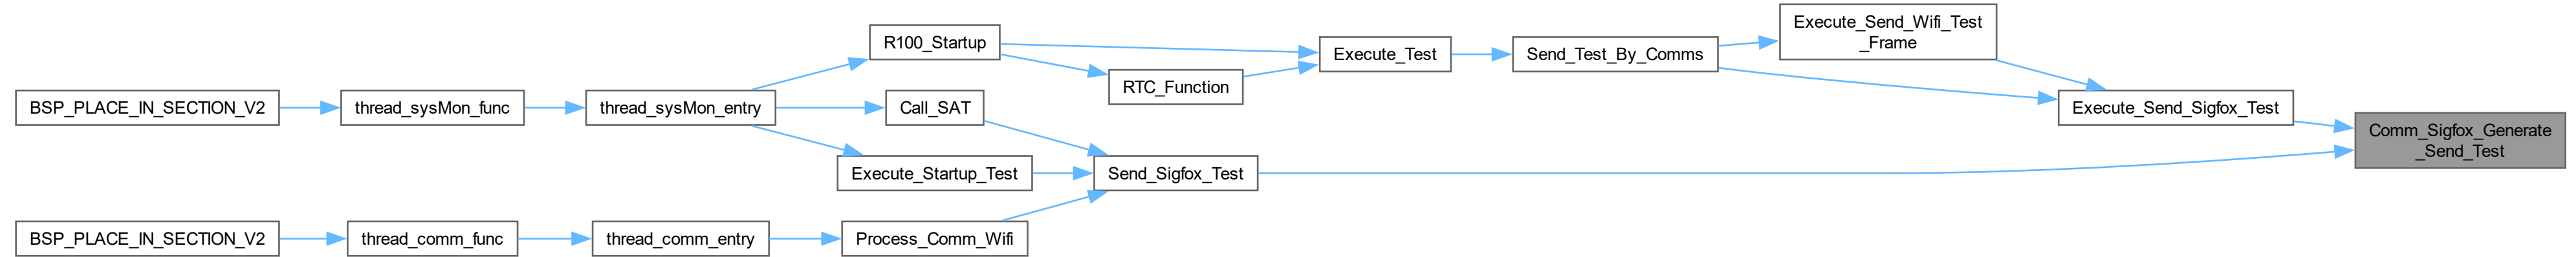 BSP_PLACE_IN_SECTION_V2
thread_sysMon_func
thread_sysMon_entry
R100_Startup
Call_SAT
Execute_Startup_Test
RTC_Function
Execute_Test
Send_Test_By_Comms
Execute_Send_Wifi_Test
_Frame
Execute_Send_Sigfox_Test
Comm_Sigfox_Generate
_Send_Test
Send_Sigfox_Test
BSP_PLACE_IN_SECTION_V2
thread_comm_func
thread_comm_entry
Process_Comm_Wifi